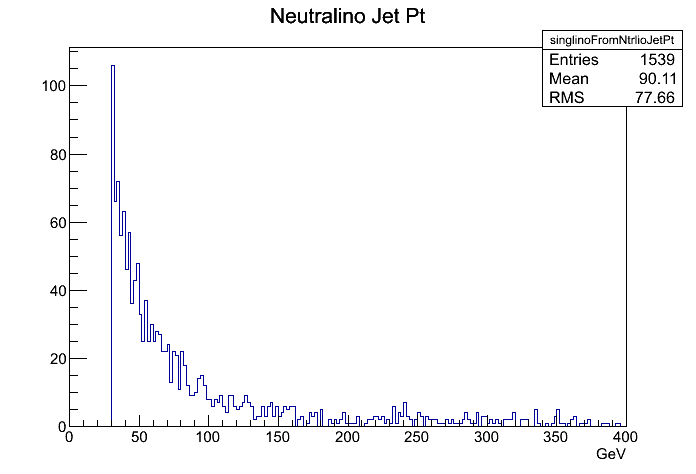 Neutralino Jet Pt
singlinoFromNtrlioJetPt
Entries 1539
Mean 90.11
RMS 77.66
100
80
60
40
20
0
0 50 100 150 200 250 300 350 400
GeV